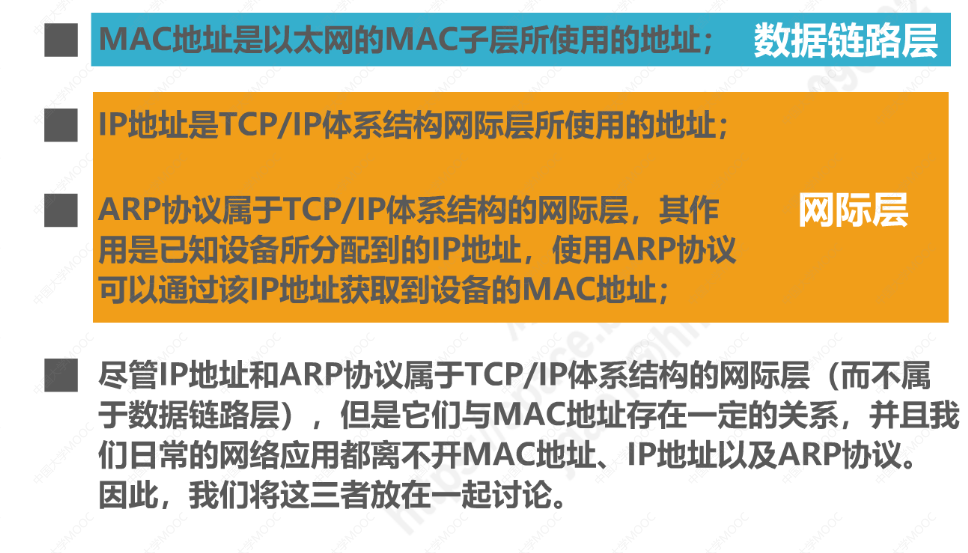 MAC地址是以太网的MAC子层所使用的地址； 数据链路层
IP地址是TCP/IP体系结构网际层所使用的地址；
ARP协议属于TCP/IP体系结构的网际层，其作
用是已知设备所分配到的IP地址，使用ARP协议
可以通过该IP地址获取到设备的MAC地址；
网际层
尽管IP地址和ARP协议属于TCP/IP体系结构的网际层（而不属
于数据链路层），但是它们与MAC地址存在一定的关系，并且我
们日常的网络应用都离不开MAC地址、IP地址以及ARP协议。
因此，我们将这三者放在一起讨论。